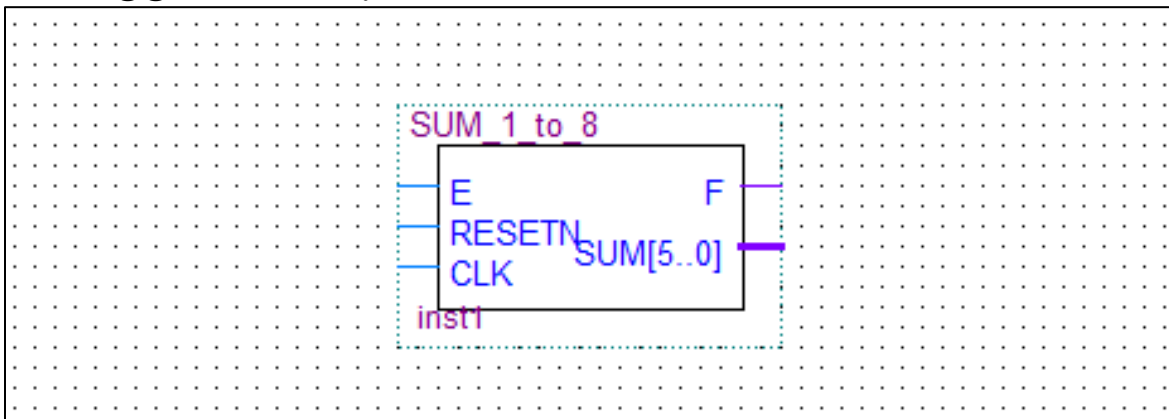 SUM_1_to_8
E F
RESETN
SUM[5..0]
CLK
inst1